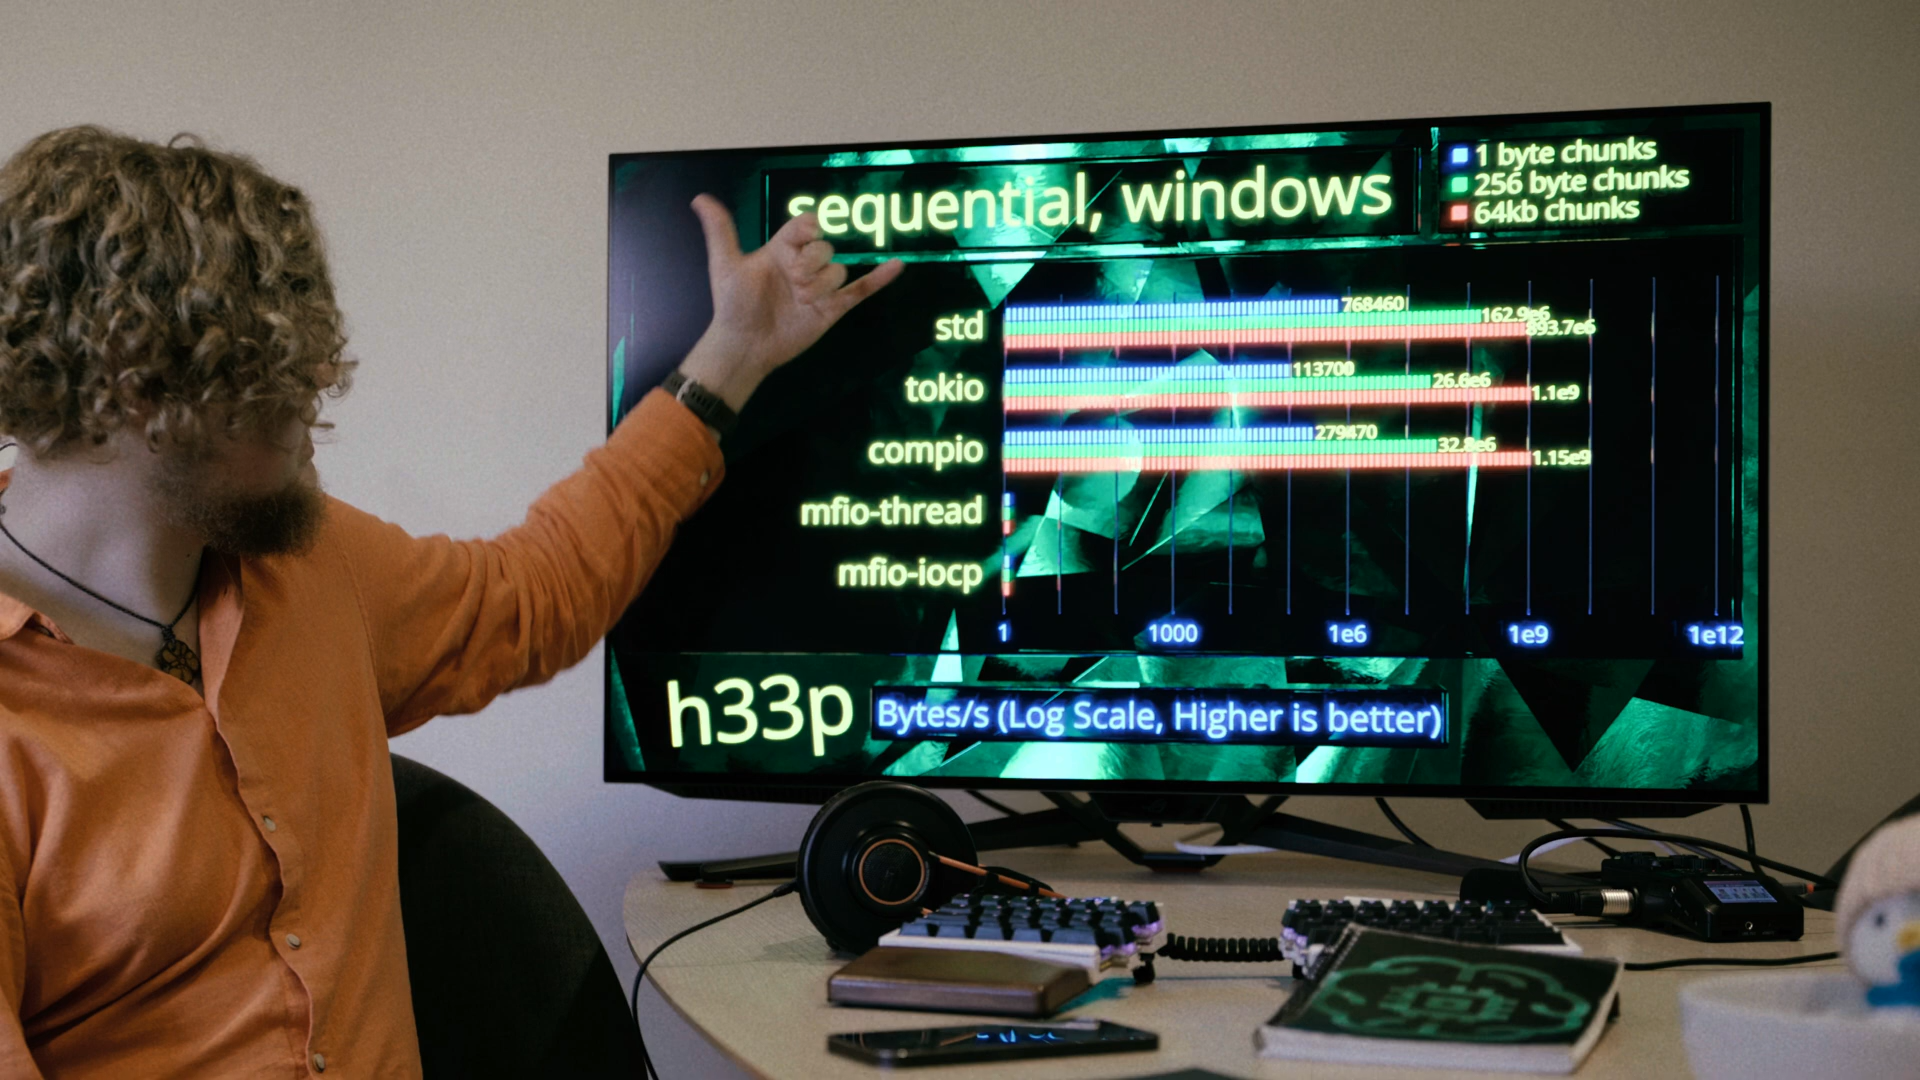 sequential, windows
1 byte chunks
256 byte chunks
64kb chunks
std
768460
162.9e6
893.7e6
tokio
113700
26.6e6
1.1e9
compio
279470
32.8e6
1.15e9
mfio-thread
mfio-iocp
1 1000 1e6 1e9 1e12
h33p
Bytes/s (Log Scale, Higher is better)